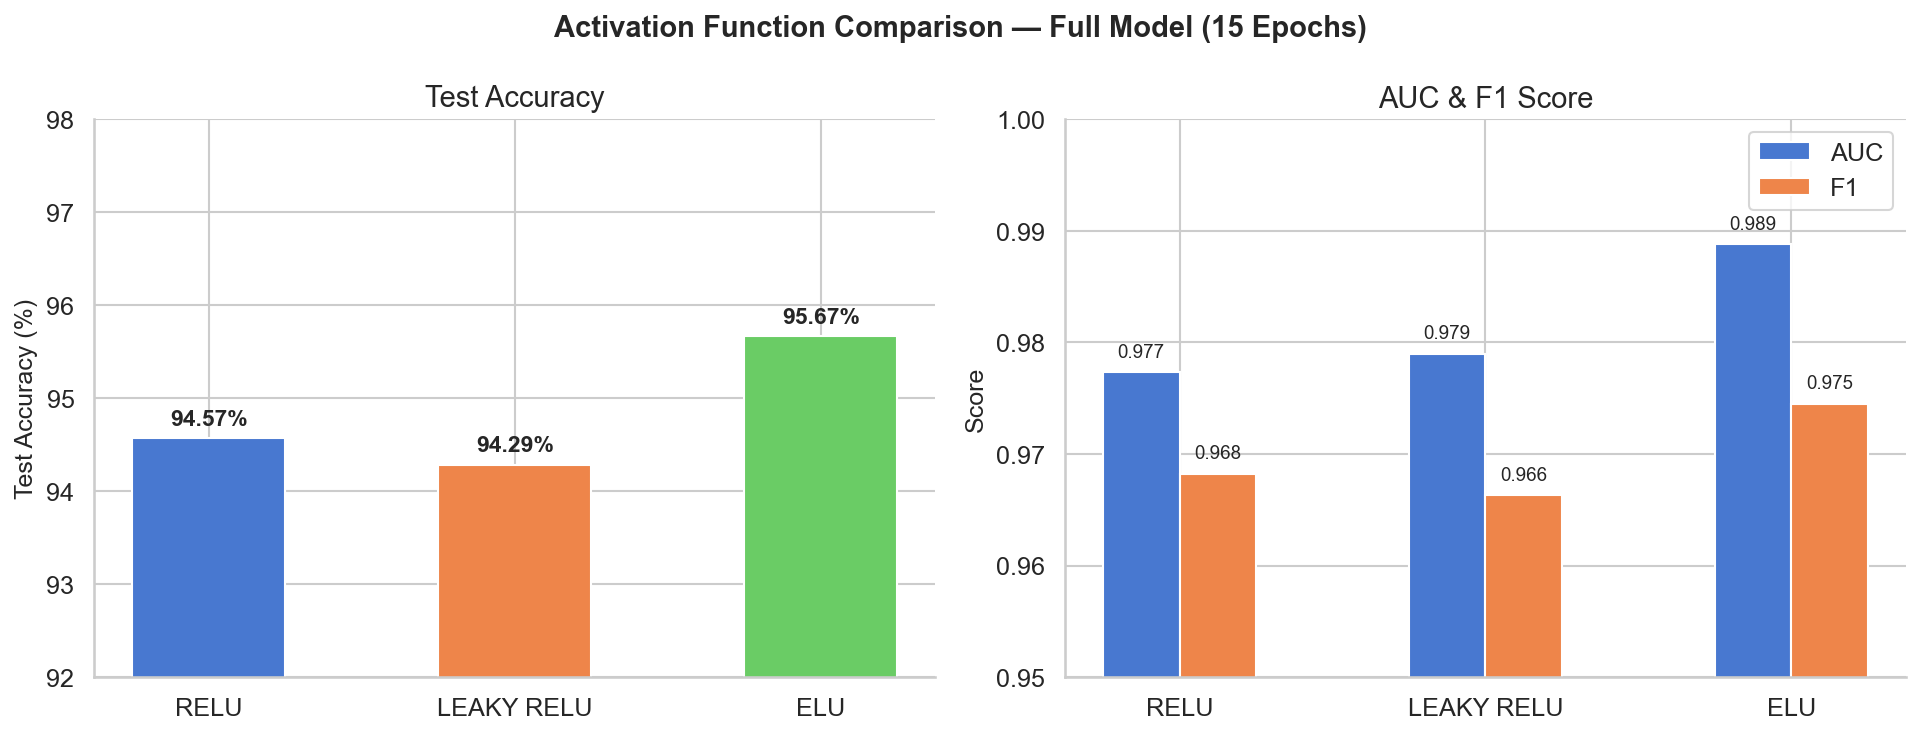 Activation Function Comparison — Full Model (15 Epochs)
Test Accuracy
Test Accuracy (%)
98
97
96
95
94
93
92
94.57%
94.29%
95.67%
RELU
LEAKY RELU
ELU
AUC & F1 Score
Score
1.00
0.99
0.98
0.97
0.96
0.95
AUC
F1
0.977
0.968
0.979
0.966
0.989
0.975
RELU
LEAKY RELU
ELU